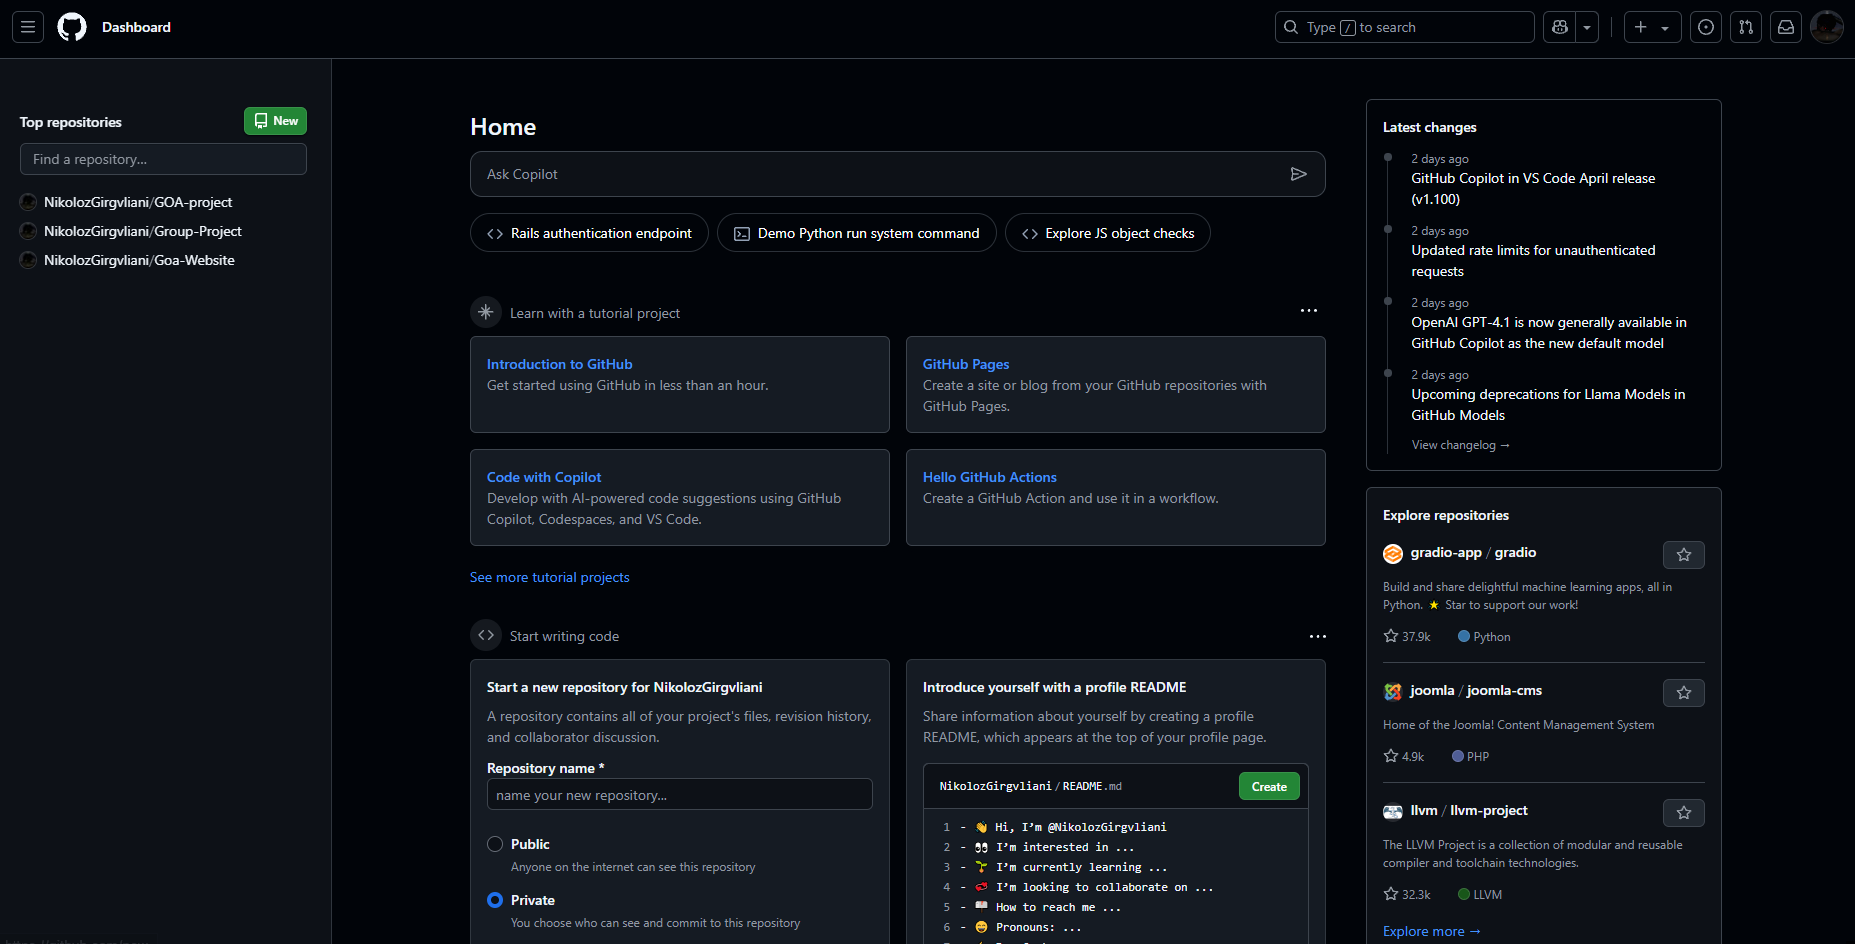 Dashboard
Type / to search
Top repositories
New
Find a repository...
NikolozGirgvliani/GOA-project
NikolozGirgvliani/Group-Project
NikolozGirgvliani/Goa-Website
Home
Ask Copilot
Rails authentication endpoint
Demo Python run system command
Explore JS object checks
Learn with a tutorial project
Introduction to GitHub
Get started using GitHub in less than an hour.
GitHub Pages
Create a site or blog from your GitHub repositories with
GitHub Pages.
Code with Copilot
Develop with AI-powered code suggestions using GitHub
Copilot, Codespaces, and VS Code.
Hello GitHub Actions
Create a GitHub Action and use it in a workflow.
See more tutorial projects
Start writing code
Start a new repository for NikolozGirgvliani
A repository contains all of your project's files, revision history,
and collaborator discussion.
Repository name *
name your new repository...
Public
Anyone on the internet can see this repository
Private
You choose who can see and commit to this repository
Introduce yourself with a profile README
Share information about yourself by creating a profile
README, which appears at the top of your profile page.
NikolozGirgvliani / README.md
Create
1 - 👋 Hi, I’m @NikolozGirgvliani
2 - 👀 I’m interested in ...
3 - 🌱 I’m currently learning ...
4 - 💞️ I’m looking to collaborate on ...
5 - 📫 How to reach me ...
6 - 😄 Pronouns: ...
Latest changes
2 days ago
GitHub Copilot in VS Code April release
(v1.100)
2 days ago
Updated rate limits for unauthenticated
requests
2 days ago
OpenAI GPT-4.1 is now generally available in
GitHub Copilot as the new default model
2 days ago
Upcoming deprecations for Llama Models in
GitHub Models
View changelog →
Explore repositories
gradio-app / gradio
Build and share delightful machine learning apps, all in
Python. 🌟 Star to support our work!
37.9k
Python
joomla / joomla-cms
Home of the Joomla! Content Management System
4.9k
PHP
llvm / llvm-project
The LLVM Project is a collection of modular and reusable
compiler and toolchain technologies.
32.3k
LLVM
Explore more →